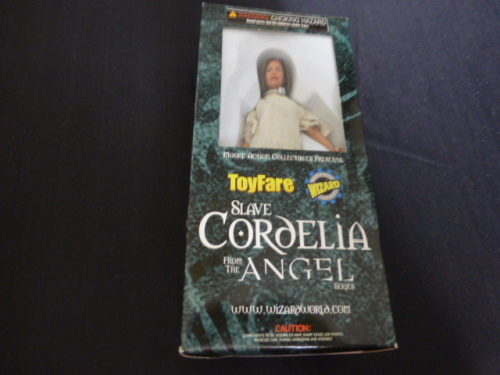 CHOKING HAZARD
MOORE ACTION COLLECTIBLES PRESENTS
ToyFare WIZARD
SLAVE
CORDELIA
FROM THE ANGEL SERIES
WWW.WIZARDWORLD.COM
CAUTION: